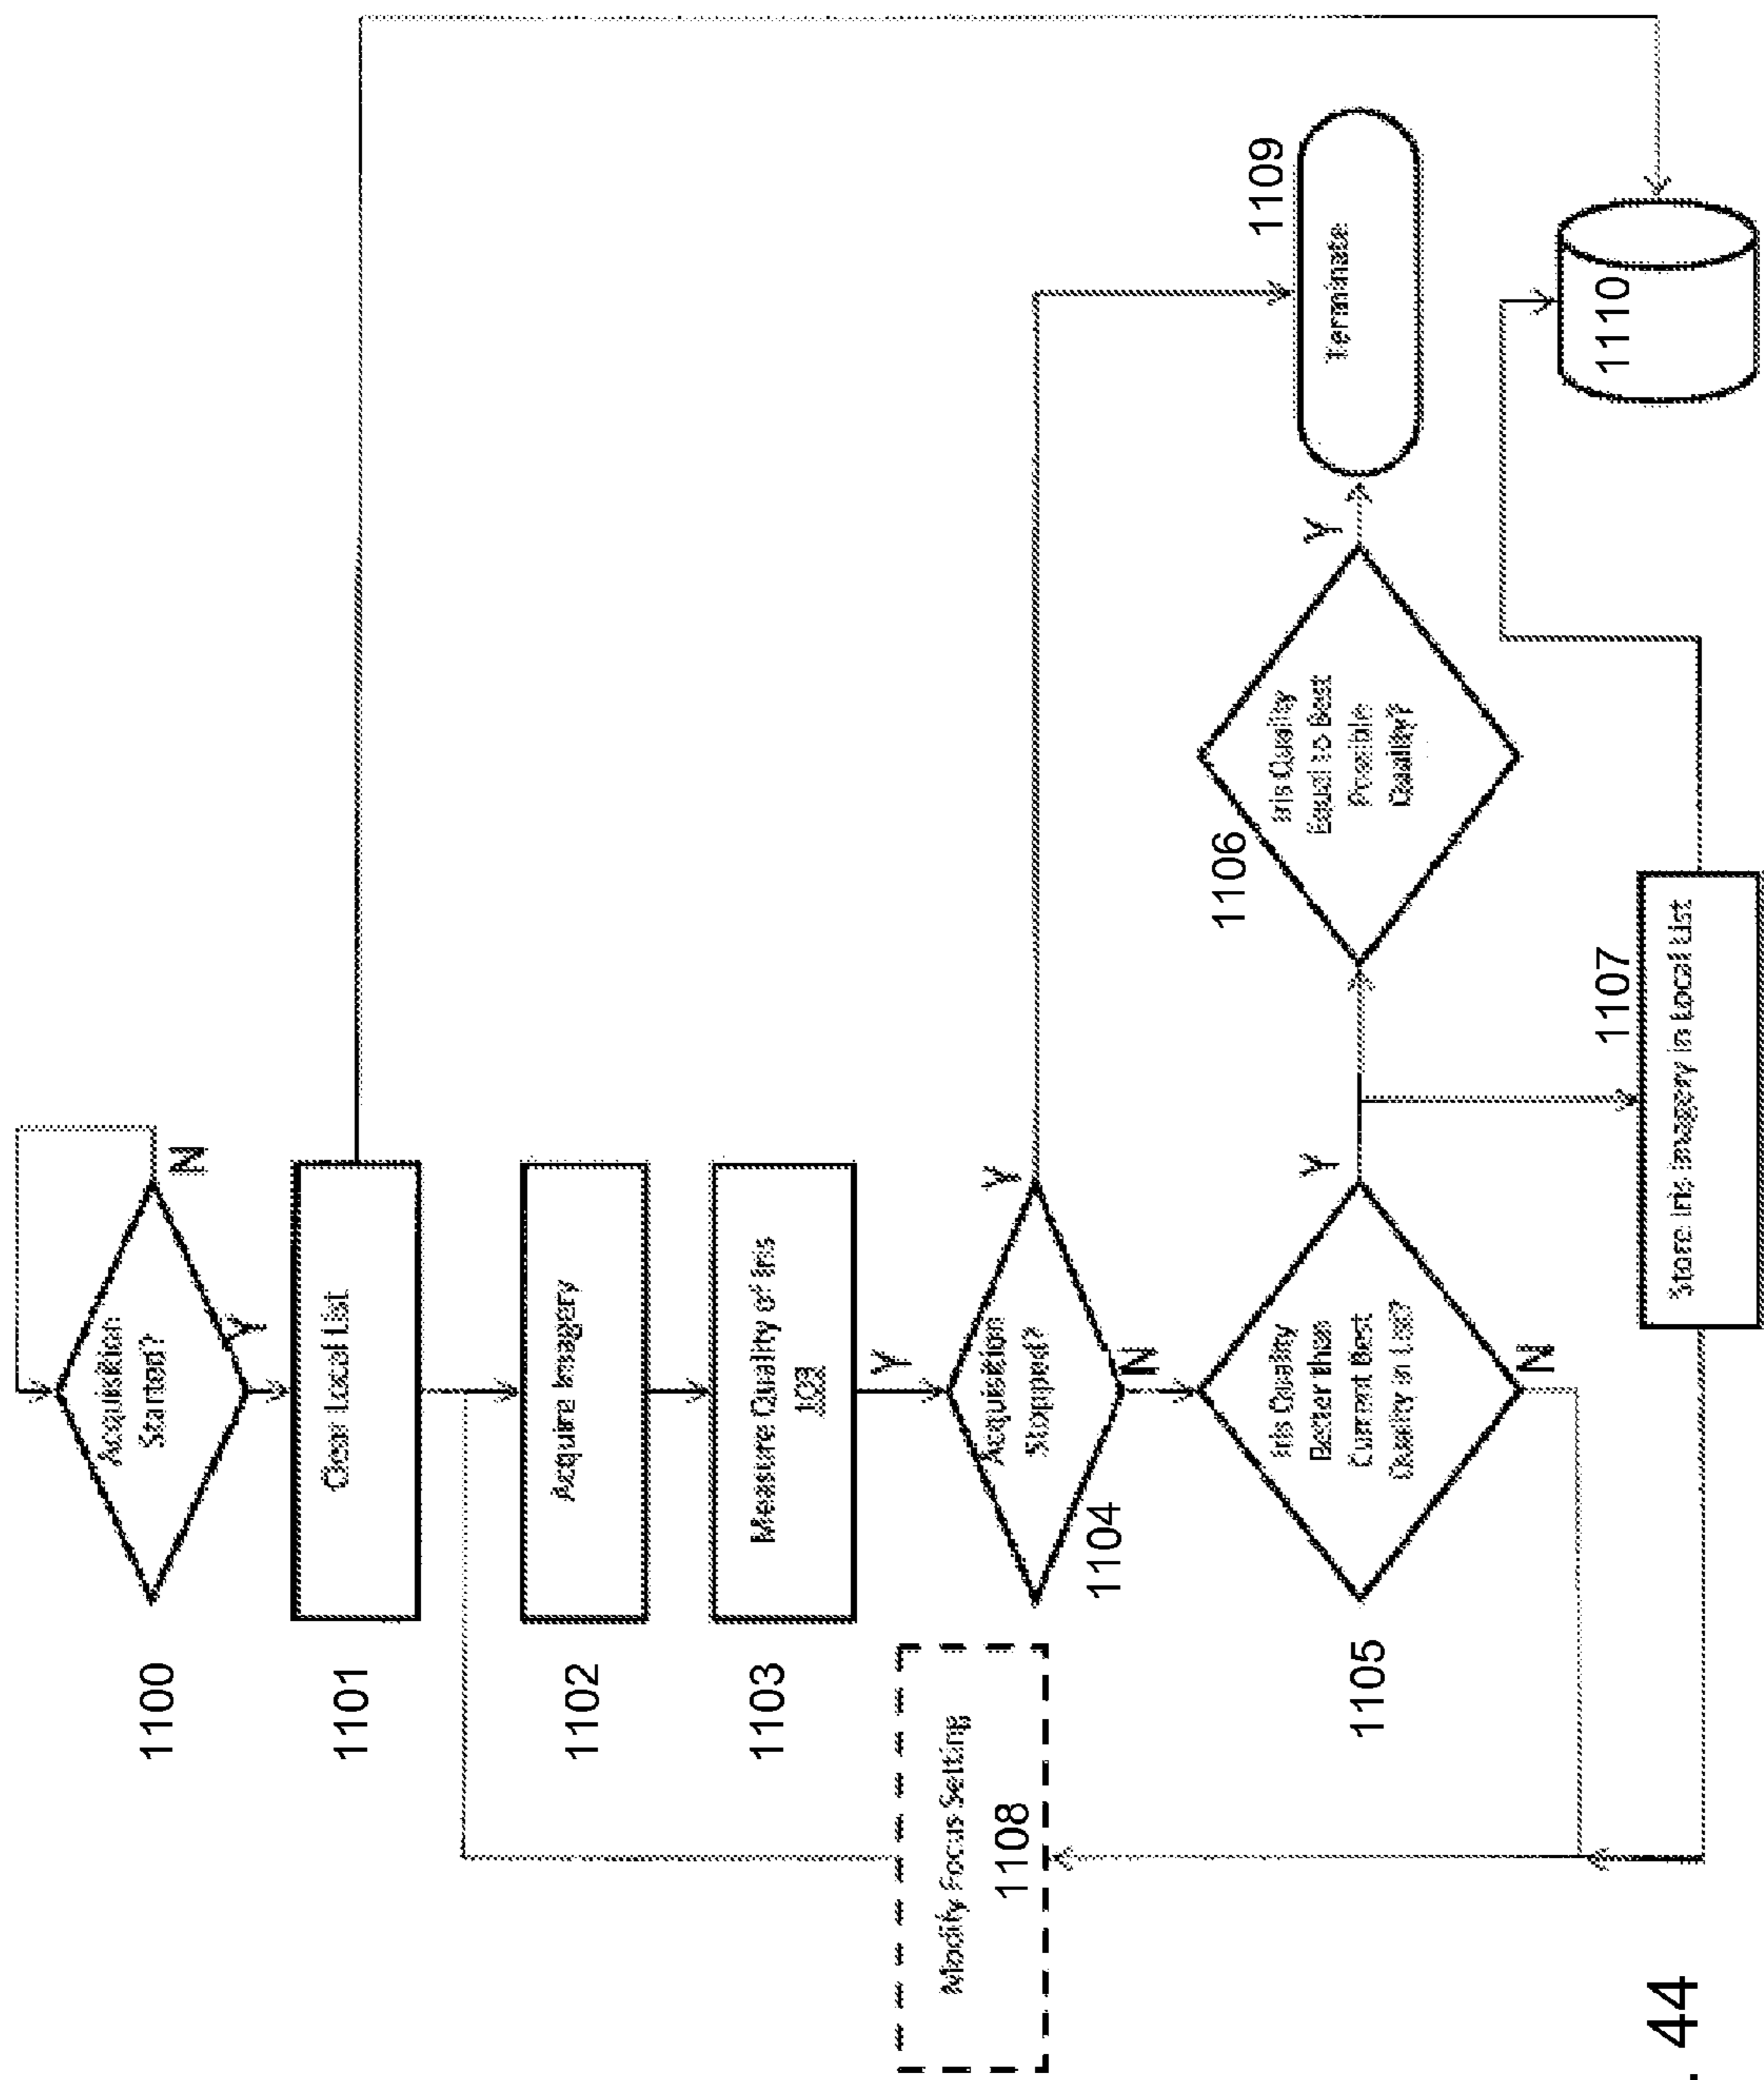 Acquisition
Started?
N
Y
1100
Clear Local List
1101
Acquire Imagery
1102
Measure Quality of Iris
103
1103
Y
Acquisition
Stopped?
Y
N
1104
Modify Focus Setting
1108
Iris Quality
Better than
Current Best
Quality in List?
Y
N
1105
Iris Quality
Equal to Best
Possible
Quality?
Y
1106
Terminate
1109
Store Iris Imagery in Local List
1107
1110
. 44